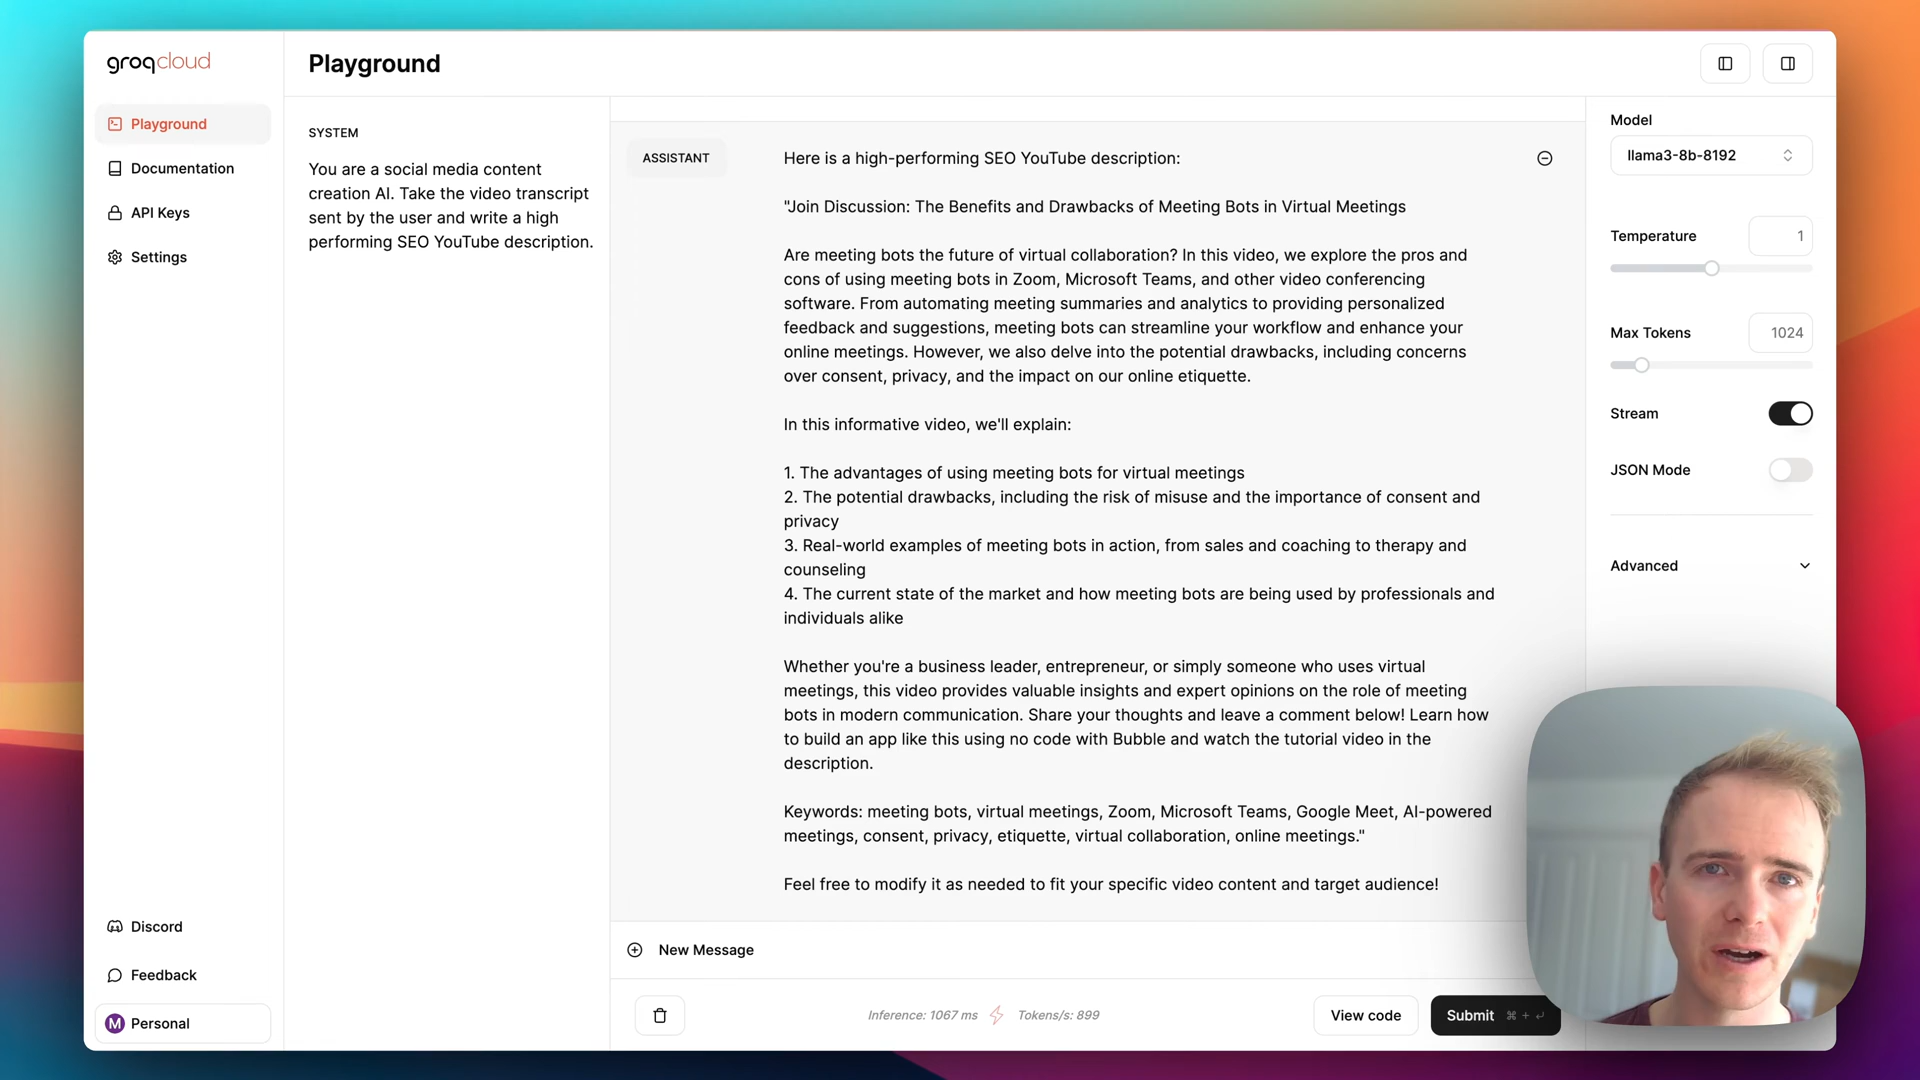 groqcloud
Playground
Playground
Documentation
API Keys
Settings
Discord
Feedback
M Personal
SYSTEM
You are a social media content
creation AI. Take the video transcript
sent by the user and write a high
performing SEO YouTube description.
ASSISTANT
Here is a high-performing SEO YouTube description:
"Join Discussion: The Benefits and Drawbacks of Meeting Bots in Virtual Meetings
Are meeting bots the future of virtual collaboration? In this video, we explore the pros and
cons of using meeting bots in Zoom, Microsoft Teams, and other video conferencing
software. From automating meeting summaries and analytics to providing personalized
feedback and suggestions, meeting bots can streamline your workflow and enhance your
online meetings. However, we also delve into the potential drawbacks, including concerns
over consent, privacy, and the impact on our online etiquette.
In this informative video, we'll explain:
1. The advantages of using meeting bots for virtual meetings
2. The potential drawbacks, including the risk of misuse and the importance of consent and
privacy
3. Real-world examples of meeting bots in action, from sales and coaching to therapy and
counseling
4. The current state of the market and how meeting bots are being used by professionals and
individuals alike
Whether you're a business leader, entrepreneur, or simply someone who uses virtual
meetings, this video provides valuable insights and expert opinions on the role of meeting
bots in modern communication. Share your thoughts and leave a comment below! Learn how
to build an app like this using no code with Bubble and watch the tutorial video in the
description.
Keywords: meeting bots, virtual meetings, Zoom, Microsoft Teams, Google Meet, AI-powered
meetings, consent, privacy, etiquette, virtual collaboration, online meetings."
Feel free to modify it as needed to fit your specific video content and target audience!
New Message
Inference: 1067 ms
Tokens/s: 899
View code
Submit ⌘ + ↵
Model
llama3-8b-8192
Temperature 1
Max Tokens 1024
Stream
JSON Mode
Advanced